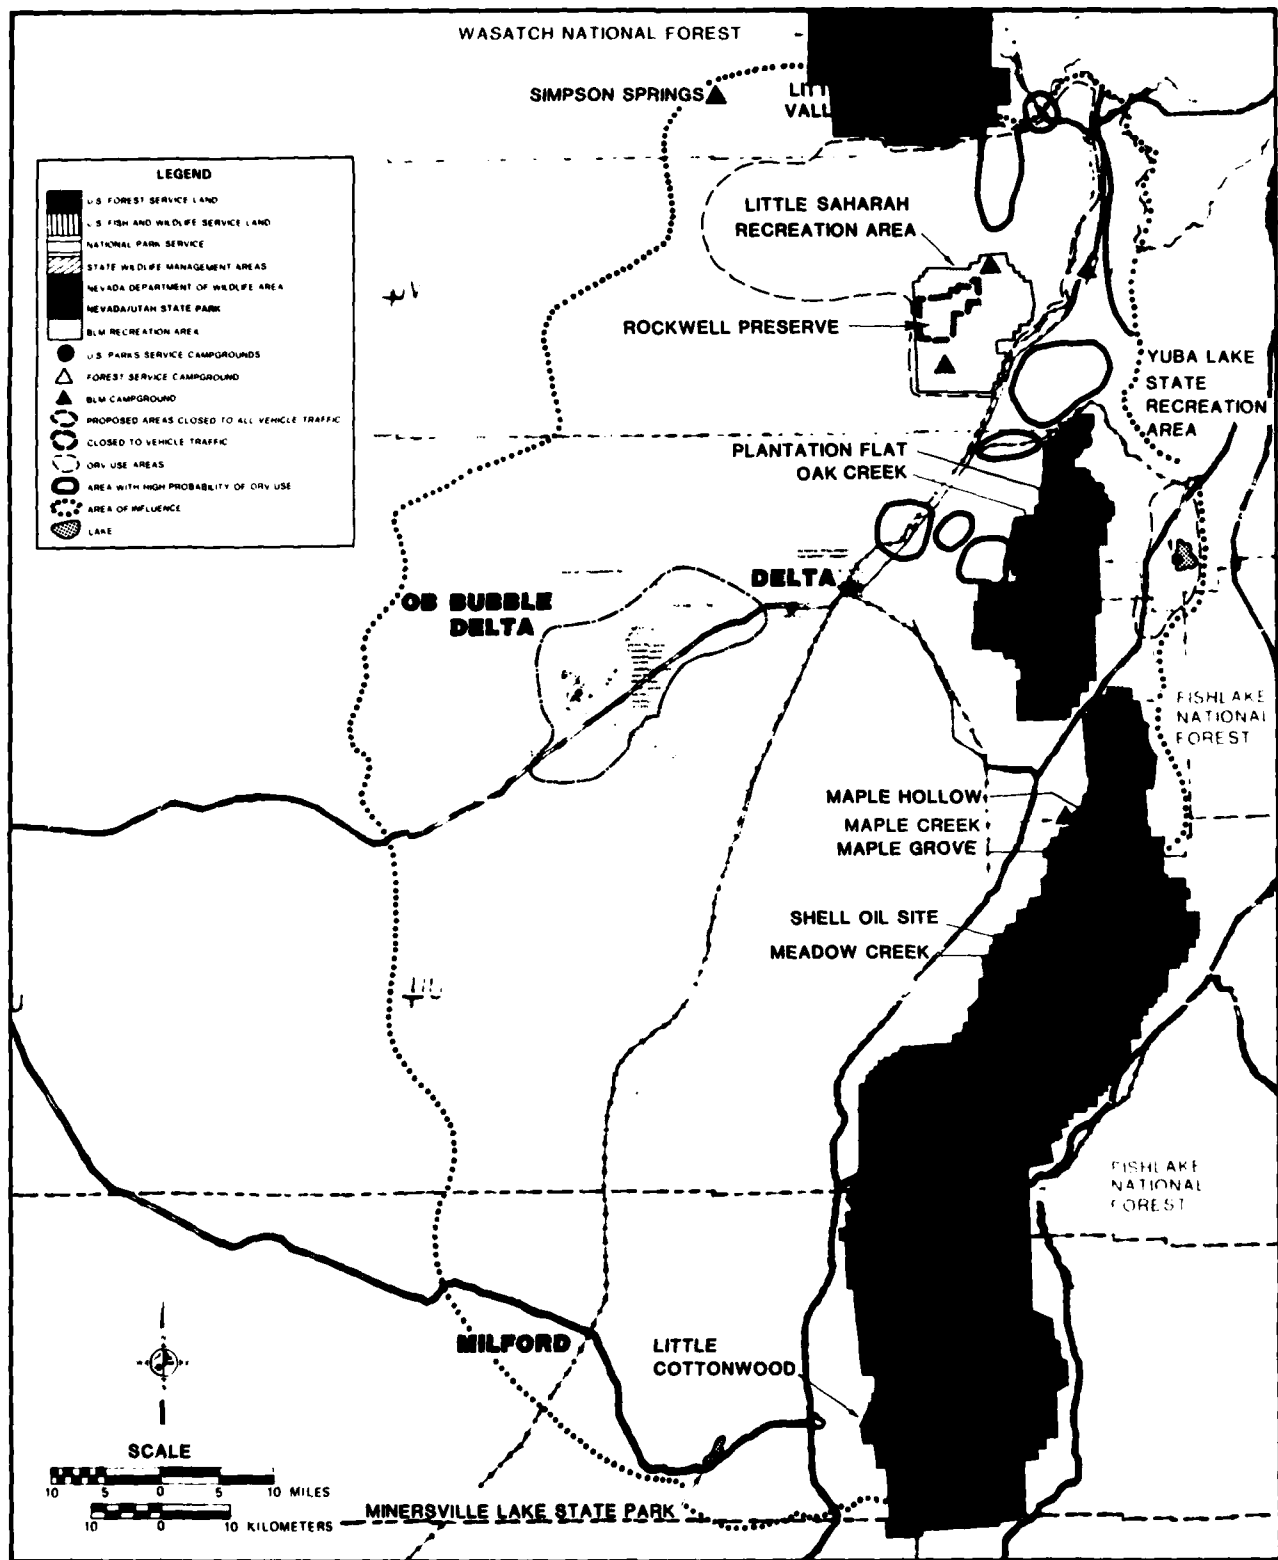 WASATCH NATIONAL FOREST
SIMPSON SPRINGS
LITT
VALL
LEGEND
U.S. FOREST SERVICE LAND
U.S. FISH AND WILDLIFE SERVICE LAND
NATIONAL PARK SERVICE
STATE WILDLIFE MANAGEMENT AREAS
NEVADA DEPARTMENT OF WILDLIFE AREA
NEVADA/UTAH STATE PARK
BLM RECREATION AREA
U.S. PARKS SERVICE CAMPGROUNDS
FOREST SERVICE CAMPGROUND
BLM CAMPGROUND
PROPOSED AREAS CLOSED TO ALL VEHICLE TRAFFIC
CLOSED TO VEHICLE TRAFFIC
ORV USE AREAS
AREA WITH HIGH PROBABILITY OF ORV USE
AREA OF INFLUENCE
LAKE
LITTLE SAHARAH
RECREATION AREA
ROCKWELL PRESERVE
YUBA LAKE
STATE
RECREATION
AREA
PLANTATION FLAT
OAK CREEK
DELTA
OB BUBBLE
DELTA
FISHLAKE
NATIONAL
FOREST
MAPLE HOLLOW
MAPLE CREEK
MAPLE GROVE
SHELL OIL SITE
MEADOW CREEK
FISHLAKE
NATIONAL
FOREST
MILFORD
LITTLE
COTTONWOOD
SCALE
10 5 0 5 10 MILES
10 0 10 KILOMETERS
MINERSVILLE LAKE STATE PARK